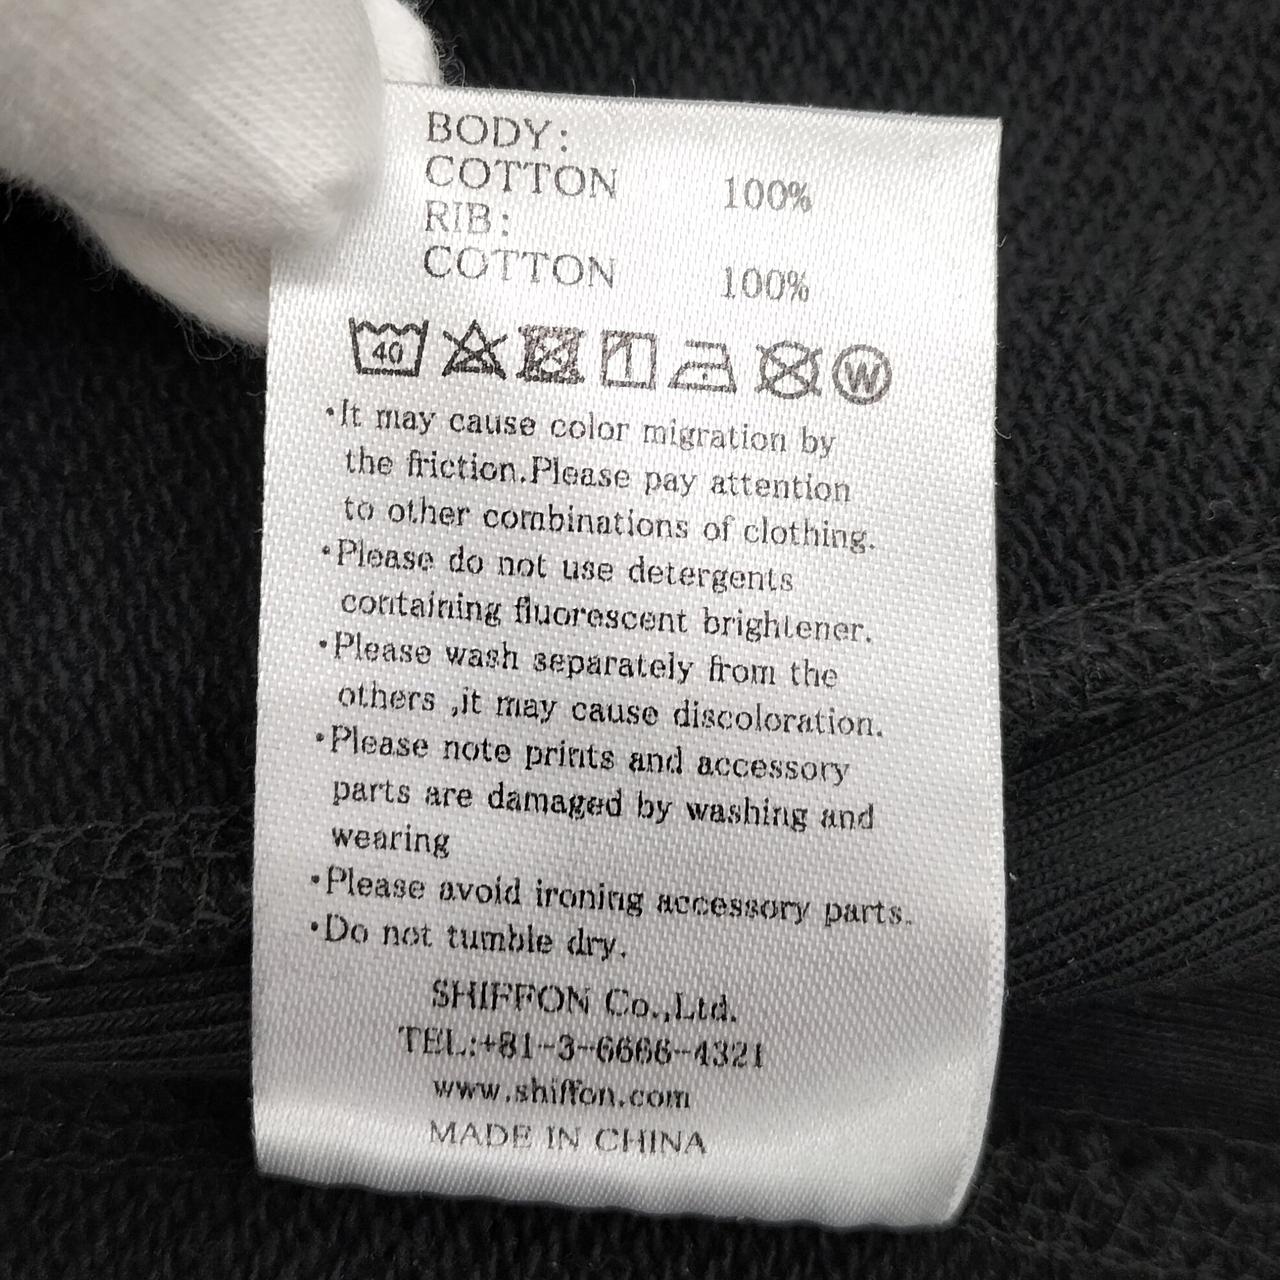 BODY:
COTTON 100%
RIB:
COTTON 100%
40 W
·It may cause color migration by
the friction.Please pay attention
to other combinations of clothing.
·Please do not use detergents
containing fluorescent brightener.
·Please wash separately from the
others ,it may cause discoloration.
·Please note prints and accessory
parts are damaged by washing and
wearing
·Please avoid ironing accessory parts.
·Do not tumble dry.
SHIFFON Co.,Ltd.
TEL:+81-3-6666-4321
www.shiffon.com
MADE IN CHINA